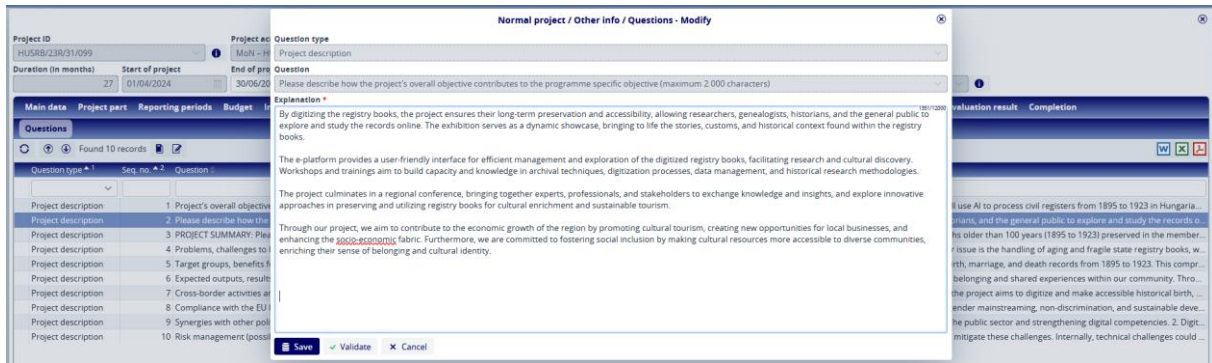 Normal project / Other info / Questions - Modify
Project ID
HUSRB/23R/31/099
Project ac
MoN – H
Question type
Project description
Duration (in months)
27
Start of project
01/04/2024
End of pro
30/06/20
Question
Please describe how the project's overall objective contributes to the programme specific objective (maximum 2 000 characters)
Explanation *
Main data Project part Reporting periods Budget
valuation result Completion
By digitizing the registry books, the project ensures their long-term preservation and accessibility, allowing researchers, genealogists, historians, and the general public to
explore and study the records online. The exhibition serves as a dynamic showcase, bringing to life the stories, customs, and historical context found within the registry
books.
The e-platform provides a user-friendly interface for efficient management and exploration of the digitized registry books, facilitating research and cultural discovery.
Workshops and trainings aim to build capacity and knowledge in archival techniques, digitization processes, data management, and historical research methodologies.
The project culminates in a regional conference, bringing together experts, professionals, and stakeholders to exchange knowledge and insights, and explore innovative
approaches in preserving and utilizing registry books for cultural enrichment and sustainable tourism.
Through our project, we aim to contribute to the economic growth of the region by promoting cultural tourism, creating new opportunities for local businesses, and
enhancing the socio-economic fabric. Furthermore, we are committed to fostering social inclusion by making cultural resources more accessible to diverse communities,
enriching their sense of belonging and cultural identity.
Save Validate Cancel
Questions
Found 10 records
Question type 1 Seq. no. 2 Question
Project description 1 Project's overall objective
l use AI to process civil registers from 1895 to 1923 in Hungaria...
Project description 2 Please describe how the
orians, and the general public to explore and study the records o...
Project description 3 PROJECT SUMMARY: Plea
hs older than 100 years (1895 to 1923) preserved in the member...
Project description 4 Problems, challenges to
r issue is the handling of aging and fragile state registry books, w...
Project description 5 Target groups, benefits f
rth, marriage, and death records from 1895 to 1923. This compr...
Project description 6 Expected outputs, result
belonging and shared experiences within our community. Thro...
Project description 7 Cross-border activities a
he project aims to digitize and make accessible historical birth, ...
Project description 8 Compliance with the EU
ender mainstreaming, non-discrimination, and sustainable deve...
Project description 9 Synergies with other poli
he public sector and strengthening digital competencies. 2. Digit...
Project description 10 Risk management (possi
mitigate these challenges. Internally, technical challenges could ...